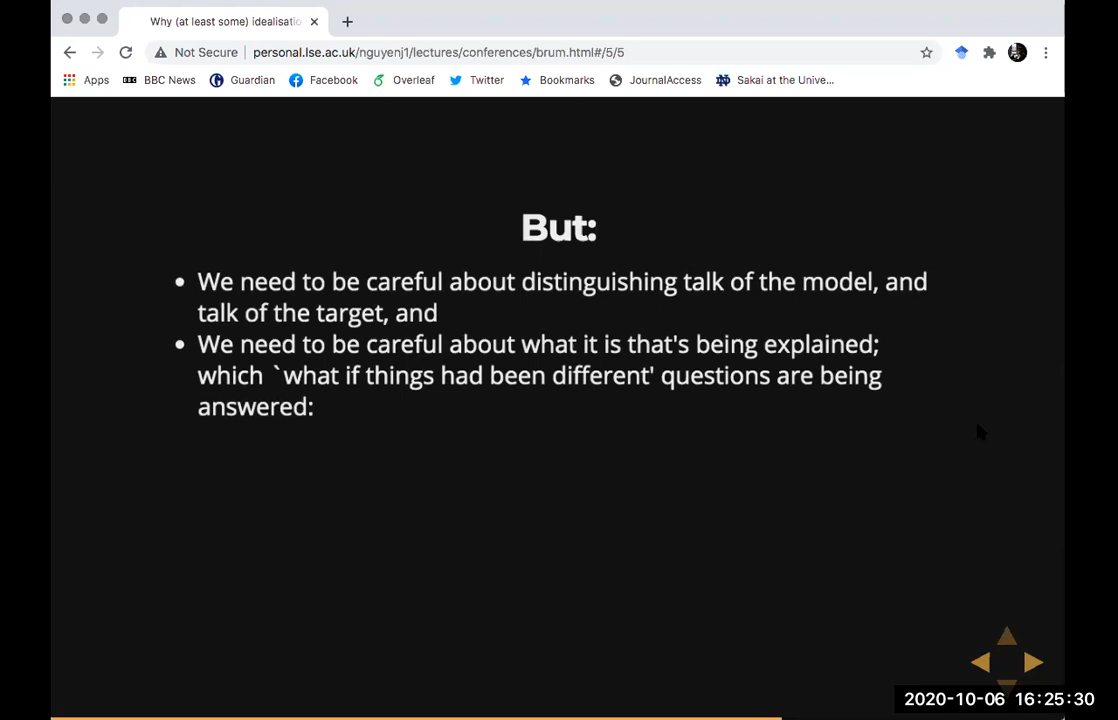 Why (at least some) idealisatio
Not Secure personal.lse.ac.uk/nguyenj1/lectures/conferences/brum.html#/5/5
Apps BBC News Guardian Facebook Overleaf Twitter Bookmarks JournalAccess Sakai at the Unive...
But:
• We need to be careful about distinguishing talk of the model, and
talk of the target, and
• We need to be careful about what it is that's being explained;
which `what if things had been different' questions are being
answered:
2020-10-06 16:25:30